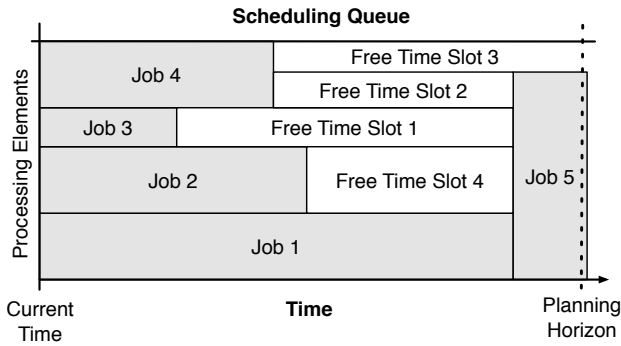 Scheduling Queue
Processing Elements
Job 4
Free Time Slot 3
Free Time Slot 2
Job 3
Free Time Slot 1
Job 2
Free Time Slot 4
Job 5
Job 1
Current
Time
Time
Planning
Horizon